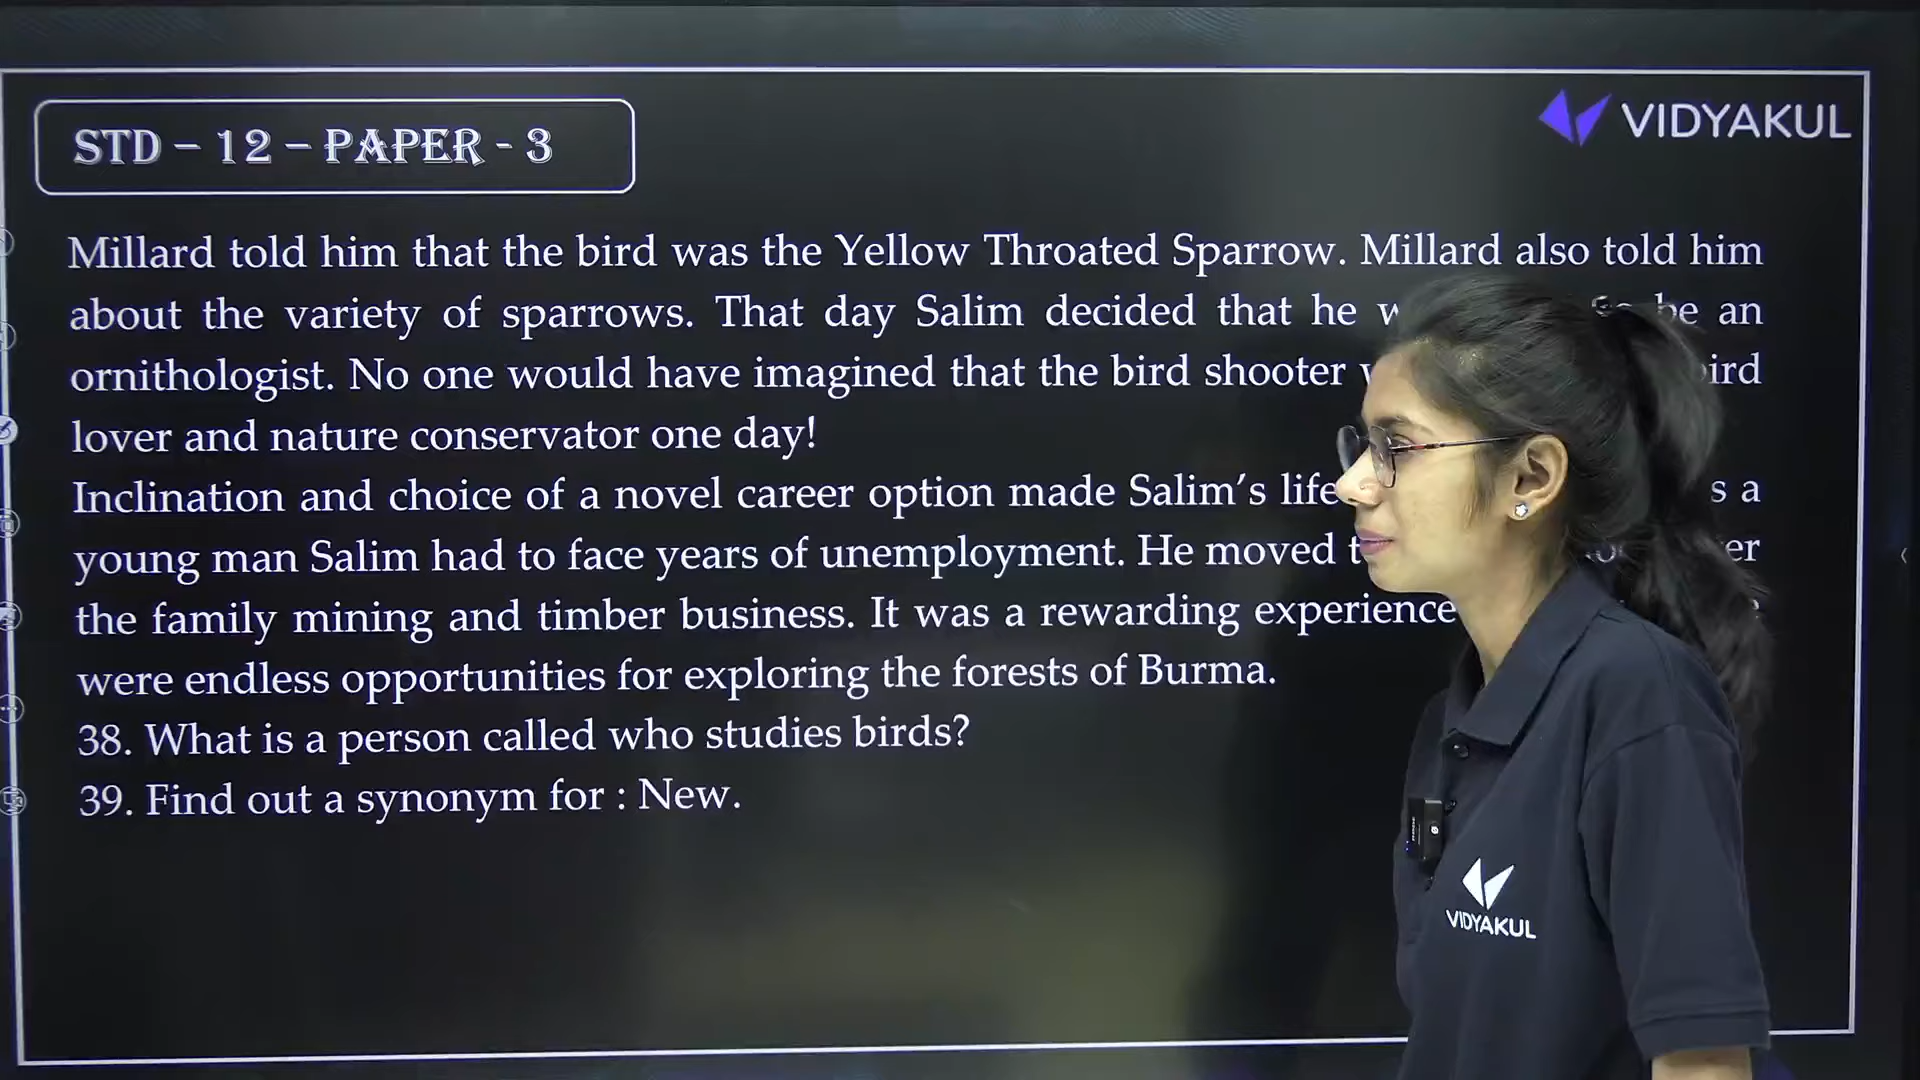 STD – 12 – PAPER - 3
VIDYAKUL
Millard told him that the bird was the Yellow Throated Sparrow. Millard also told him
about the variety of sparrows. That day Salim decided that he be an
ornithologist. No one would have imagined that the bird shooter
lover and nature conservator one day!
Inclination and choice of a novel career option made Salim's life a
young man Salim had to face years of unemployment. He moved
the family mining and timber business. It was a rewarding experience
were endless opportunities for exploring the forests of Burma.
38. What is a person called who studies birds?
39. Find out a synonym for : New.
VIDYAKUL